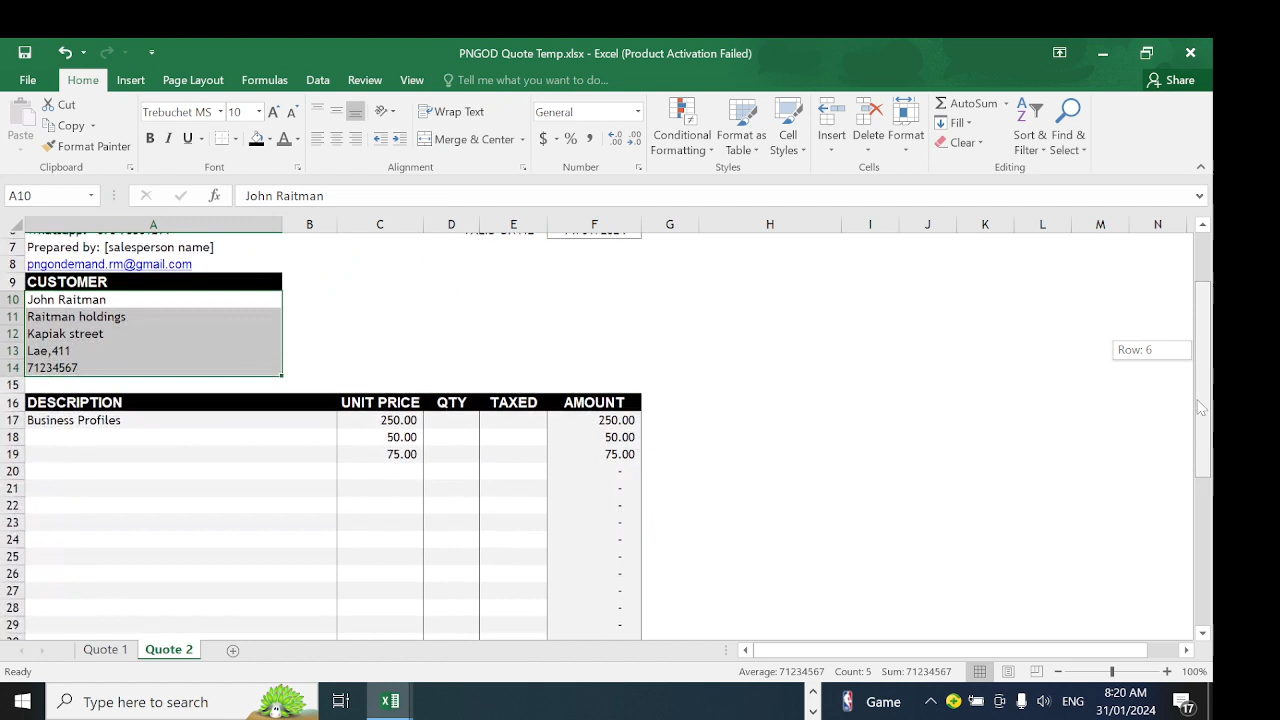 PNGOD Quote Temp.xlsx - Excel (Product Activation Failed)
File Home Insert Page Layout Formulas Data Review View Tell me what you want to do... Share
Paste Cut Copy Format Painter Clipboard
Trebuchet MS 10 A A B I U A Font
Wrap Text Merge & Center Alignment
General $ % Number
Conditional Formatting Format as Table Cell Styles Styles
Insert Delete Format Cells
AutoSum Fill Clear Sort & Filter Find & Select Editing
A10 fx John Raitman
A B C D E F G H I J K L M N
7 Prepared by: [salesperson name]
8 pngondemand.rm@gmail.com
9 CUSTOMER
10 John Raitman
11 Raitman holdings
12 Kapiak street
13 Lae,411
14 71234567
Row: 6
15
16 DESCRIPTION UNIT PRICE QTY TAXED AMOUNT
17 Business Profiles 250.00 250.00
18 50.00 50.00
19 75.00 75.00
20 -
21 -
22 -
23 -
24 -
25 -
26 -
27 -
28 -
29 -
Quote 1 Quote 2
Ready Average: 71234567 Count: 5 Sum: 71234567 100%
Type here to search Game ENG 8:20 AM
31/01/2024 17